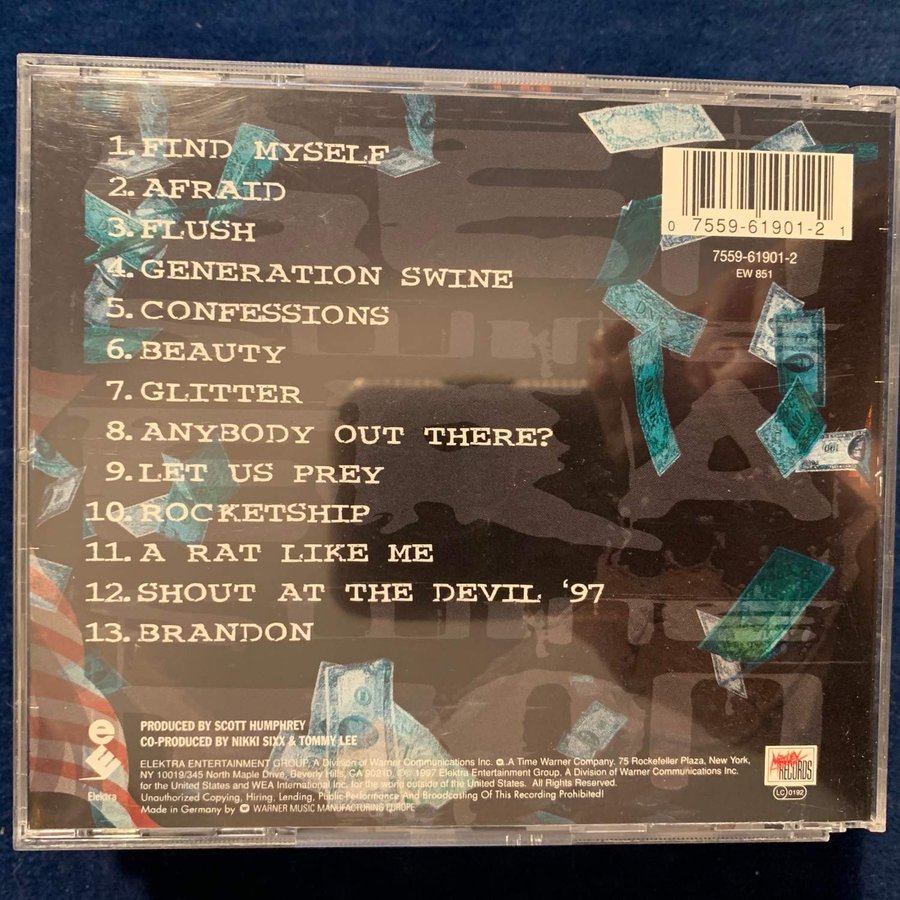 1. FIND MYSELF
2. AFRAID
3. FLUSH
4. GENERATION SWINE
5. CONFESSIONS
6. BEAUTY
7. GLITTER
8. ANYBODY OUT THERE?
9. LET US PREY
10. ROCKETSHIP
11. A RAT LIKE ME
12. SHOUT AT THE DEVIL ‘97
13. BRANDON
0 7559-61901-2 1
7559-61901-2
EW 851
PRODUCED BY SCOTT HUMPHREY
CO-PRODUCED BY NIKKI SIXX & TOMMY LEE
ELEKTRA ENTERTAINMENT GROUP, A Division of Warner Communications Inc. A Time Warner Company. 75 Rockefeller Plaza, New York,
NY 10019/345 North Maple Drive, Beverly Hills, CA 90210. ℗© 1997 Elektra Entertainment Group. A Division of Warner Communications Inc.
for the United States and WEA International Inc. for the world outside of the United States. All Rights Reserved.
Unauthorized Copying, Hiring, Lending, Public Performance And Broadcasting Of This Recording Prohibited!
Made in Germany by WARNER MUSIC MANUFACTURING EUROPE
Elektra
RECORDS
LC 0192